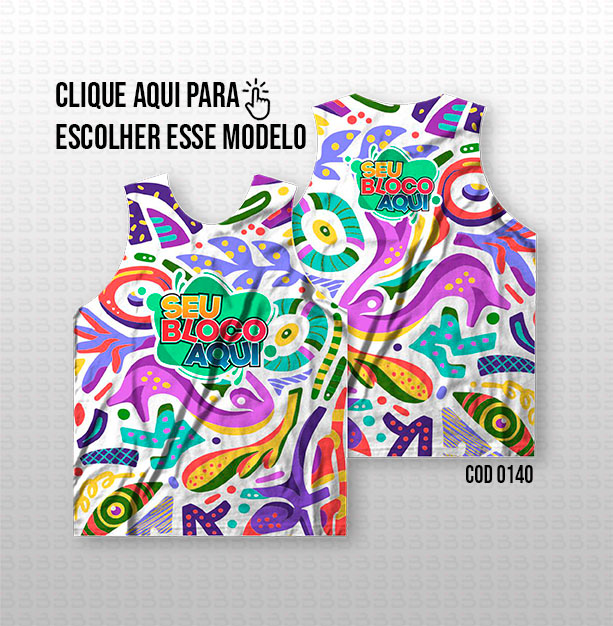 CLIQUE AQUI PARA
ESCOLHER ESSE MODELO
SEU
BLOCO
AQUI
SEU
BLOCO
AQUI
COD 0140